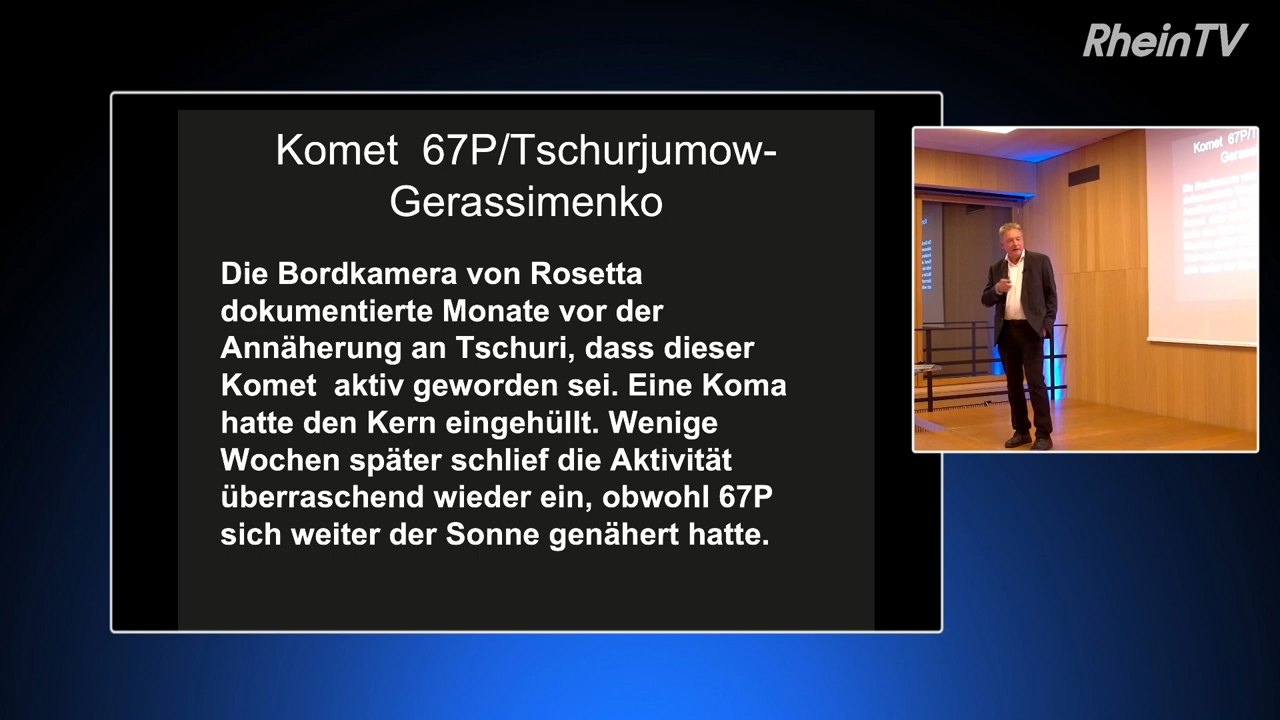 RheinTV
Komet 67P/Tschurjumow-
Gerassimenko
Die Bordkamera von Rosetta
dokumentierte Monate vor der
Annäherung an Tschuri, dass dieser
Komet aktiv geworden sei. Eine Koma
hatte den Kern eingehüllt. Wenige
Wochen später schlief die Aktivität
überraschend wieder ein, obwohl 67P
sich weiter der Sonne genähert hatte.
Komet 67P/T